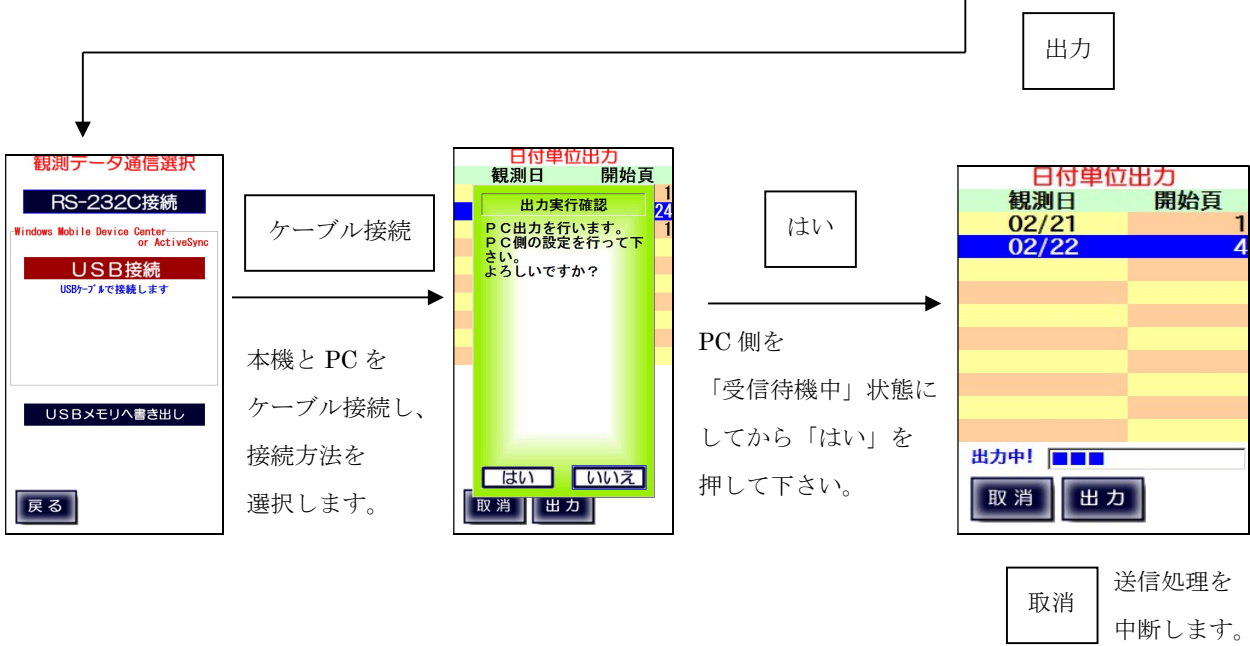 出力
観測データ通信選択
RS-232C接続
Windows Mobile Device Center
or ActiveSync
USB接続
USBｹｰﾌﾞﾙで接続します
USBメモリへ書き出し
戻る
ケーブル接続
本機と PC を
ケーブル接続し、
接続方法を
選択します。
日付単位出力
観測日 開始頁
1
24
1
出力実行確認
PC出力を行います。
PC側の設定を行って下
さい。
よろしいですか？
はい いいえ
取消 出力
はい
PC 側を
「受信待機中」状態に
してから「はい」を
押して下さい。
日付単位出力
観測日 開始頁
02/21 1
02/22 4
出力中!
取消 出力
取消
送信処理を
中断します。